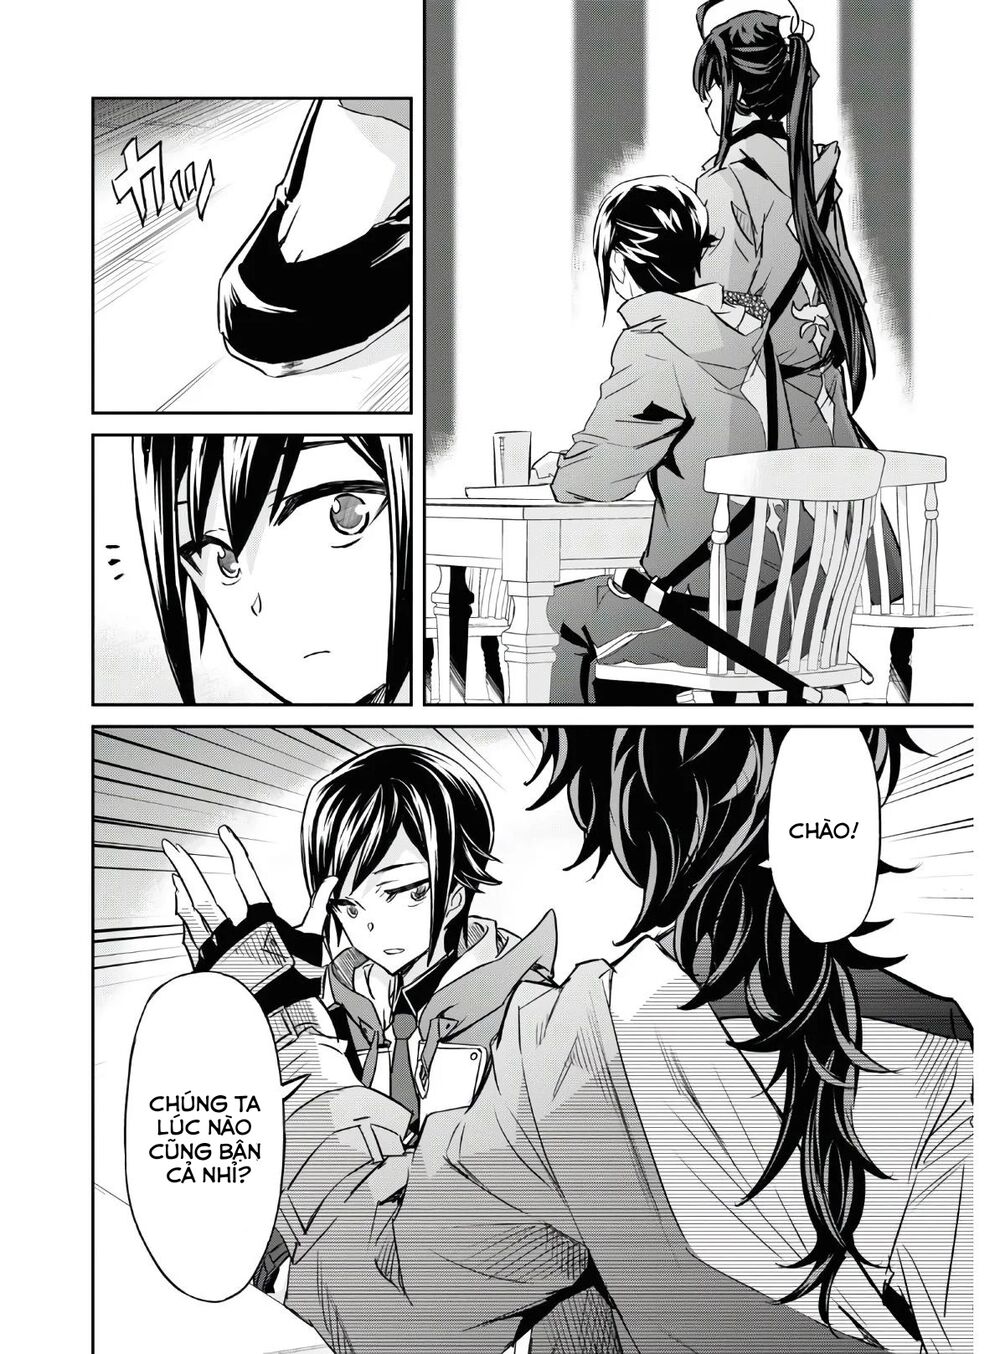 カッ
CHÀO!
CHÚNG TA
LÚC NÀO
CŨNG BẬN
CẢ NHỈ?